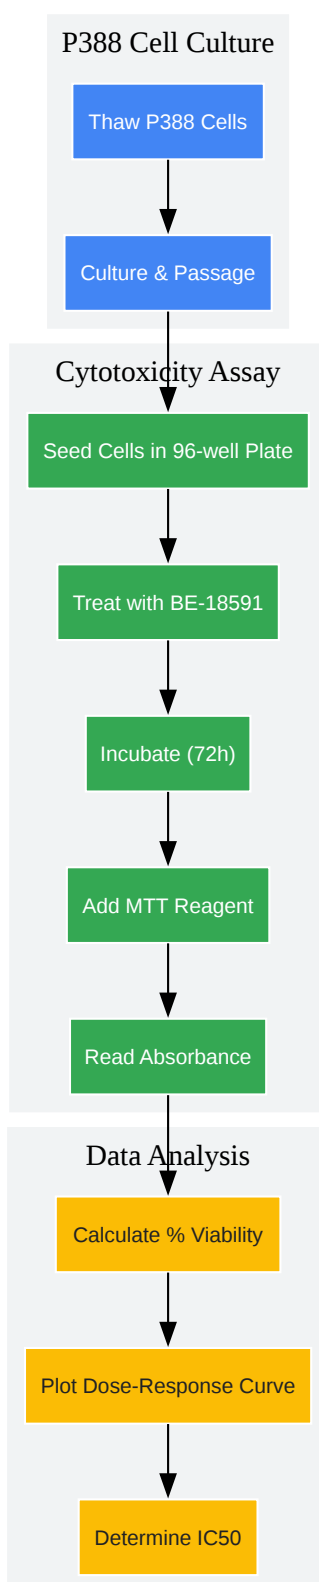 P388 Cell Culture
Thaw P388 Cells
Culture & Passage
Cytotoxicity Assay
Seed Cells in 96-well Plate
Treat with BE-18591
Incubate (72h)
Add MTT Reagent
Read Absorbance
Data Analysis
Calculate % Viability
Plot Dose-Response Curve
Determine IC50